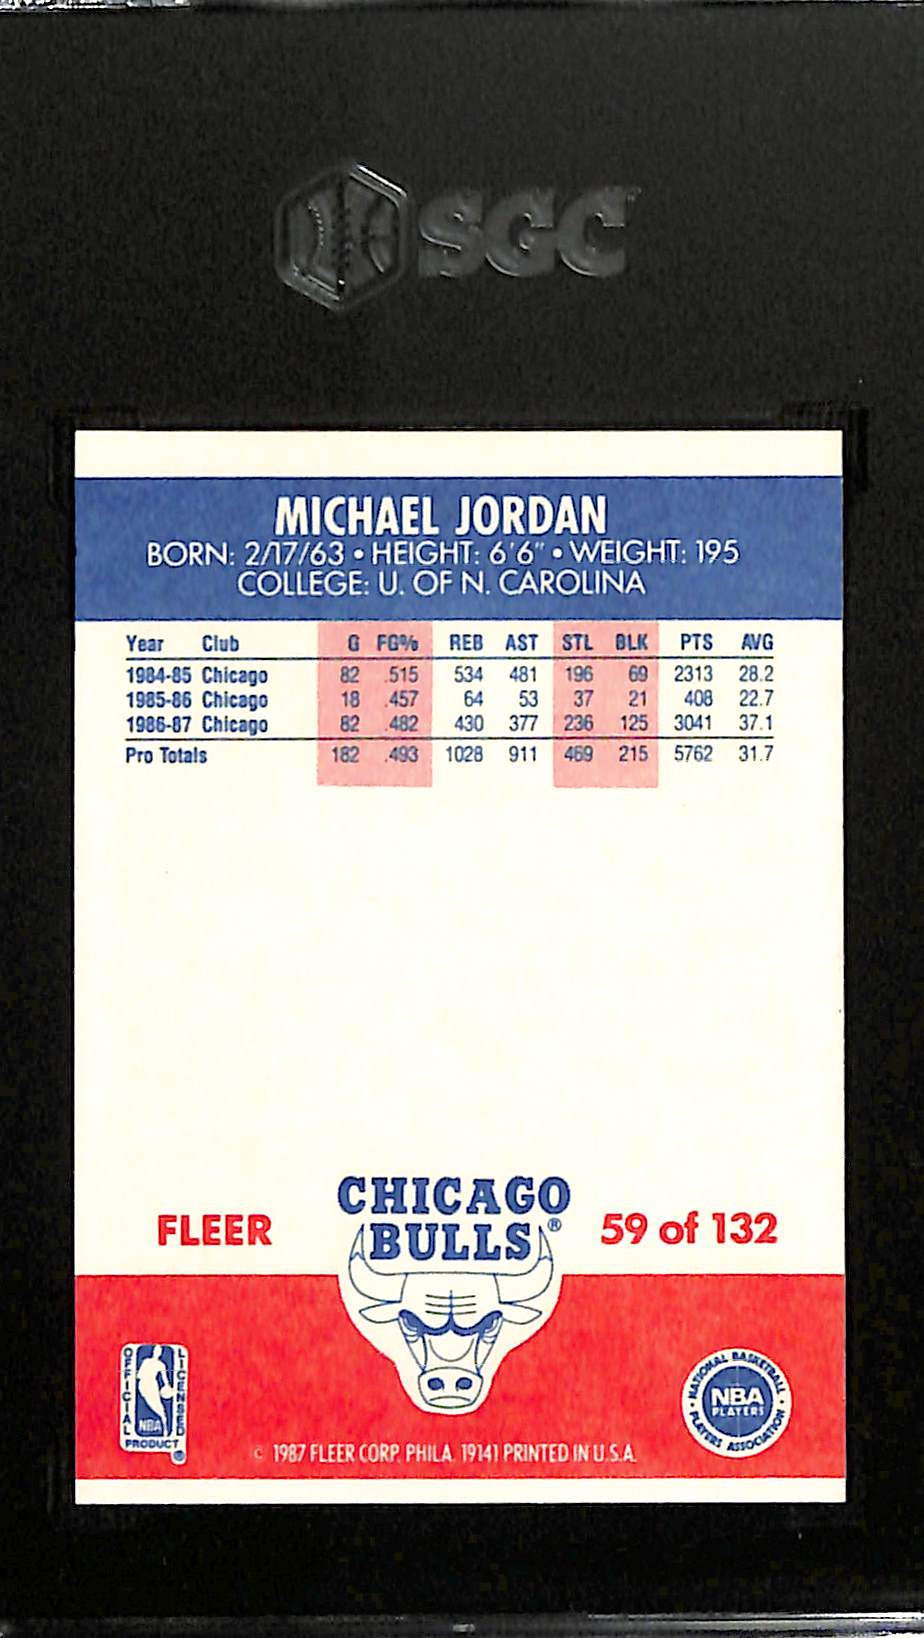 SGC
MICHAEL JORDAN
BORN: 2/17/63 • HEIGHT: 6'6" • WEIGHT: 195
COLLEGE: U. OF N. CAROLINA
Year Club G FG% REB AST STL BLK PTS AVG
1984-85 Chicago 82 .515 534 481 196 69 2313 28.2
1985-86 Chicago 18 .457 64 53 37 21 408 22.7
1986-87 Chicago 82 .482 430 377 236 125 3041 37.1
Pro Totals 182 .493 1028 911 469 215 5762 31.7
CHICAGO
BULLS®
FLEER
59 of 132
OFFICIAL
LICENSED
NBA
PRODUCT
®
NATIONAL BASKETBALL
NBA
PLAYERS
PLAYERS ASSOCIATION
© 1987 FLEER CORP. PHILA. 19141 PRINTED IN U.S.A.